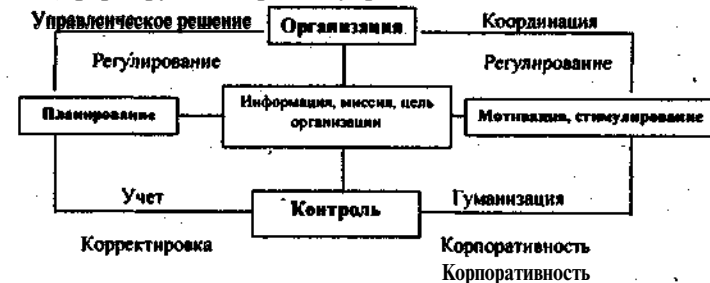 Управленческое решение
Организация
Координация
Регулирование
Регулирование
Планирование
Информация, миссия, цель
организации
Мотивация, стимулирование
Учет
Контроль
Гуманизация
Корректировка
Корпоративность
Корпоративность